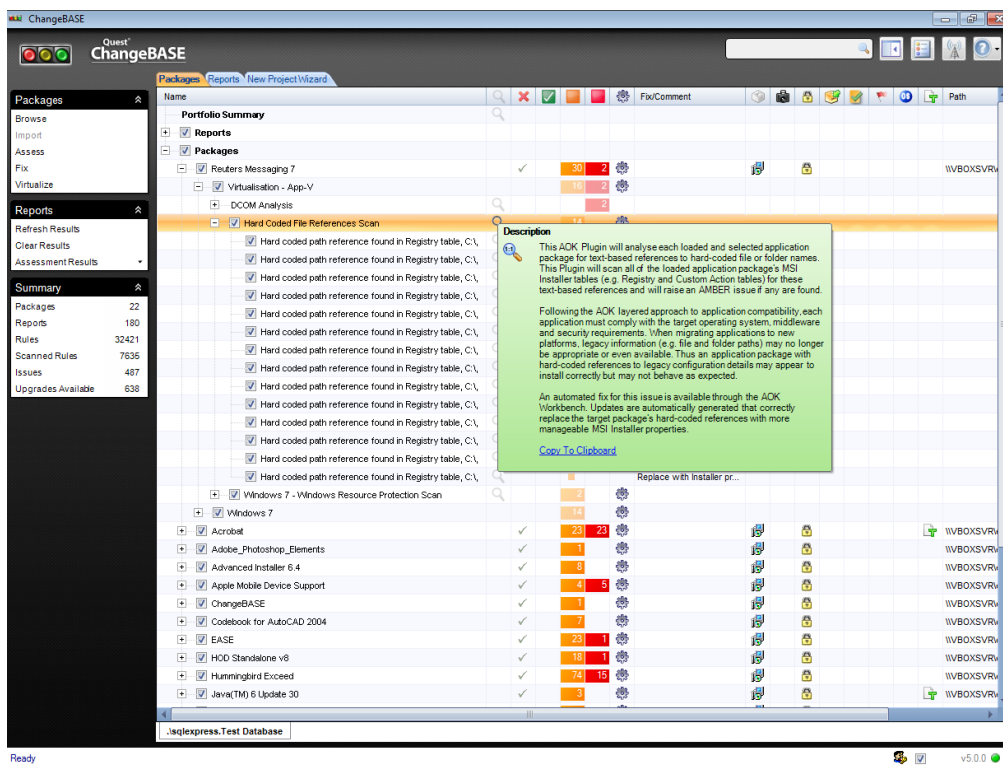 ChangeBASE
Quest
ChangeBASE
Packages Reports New Project Wizard
Name Fix/Comment Path
Packages
Browse
Import
Assess
Fix
Virtualize
Reports
Refresh Results
Clear Results
Assessment Results
Summary
Packages 22
Reports 180
Rules 32421
Scanned Rules 7636
Issues 487
Upgrades Available 638
Portfolio Summary
Reports
Packages
Reuters Messaging 7 30 2 \\VBOXSVR\
Virtualisation - App-V 16 2
DCOM Analysis 2
Hard Coded File References Scan 14
Hard coded path reference found in Registry table, C:\,
Hard coded path reference found in Registry table, C:\,
Hard coded path reference found in Registry table, C:\,
Hard coded path reference found in Registry table, C:\,
Hard coded path reference found in Registry table, C:\,
Hard coded path reference found in Registry table, C:\,
Hard coded path reference found in Registry table, C:\,
Hard coded path reference found in Registry table, C:\,
Hard coded path reference found in Registry table, C:\,
Hard coded path reference found in Registry table, C:\,
Hard coded path reference found in Registry table, C:\,
Hard coded path reference found in Registry table, C:\,
Hard coded path reference found in Registry table, C:\,
Hard coded path reference found in Registry table, C:\, Replace with Installer pr...
Description
1:1
This AOK Plugin will analyse each loaded and selected application
package for text-based references to hard-coded file or folder names.
This Plugin will scan all of the loaded application package's MSI
Installer tables (e.g. Registry and Custom Action tables) for these
text-based references and will raise an AMBER issue if any are found.
Following the AOK layered approach to application compatibility, each
application must comply with the target operating system, middleware
and security requirements. When migrating applications to new
platforms, legacy information (e.g. file and folder paths) may no longer
be appropriate or even available. Thus an application package with
hard-coded references to legacy configuration details may appear to
install correctly but may not behave as expected.
An automated fix for this issue is available through the AOK
Workbench. Updates are automatically generated that correctly
replace the target package's hard-coded references with more
manageable MSI Installer properties.
Copy To Clipboard
Windows 7 - Windows Resource Protection Scan 2
Windows 7 14
Acrobat 23 23 \\VBOXSVR\
Adobe_Photoshop_Elements 1 \\VBOXSVR\
Advanced Installer 6.4 8 \\VBOXSVR\
Apple Mobile Device Support 4 5 \\VBOXSVR\
ChangeBASE 1 \\VBOXSVR\
Codebook for AutoCAD 2004 7 \\VBOXSVR\
EASE 23 1 \\VBOXSVR\
HOD Standalone v8 18 1 \\VBOXSVR\
Hummingbird Exceed 74 15 \\VBOXSVR\
Java(TM) 6 Update 30 3 \\VBOXSVR\
.\sqlexpress.Test Database
Ready v5.0.0